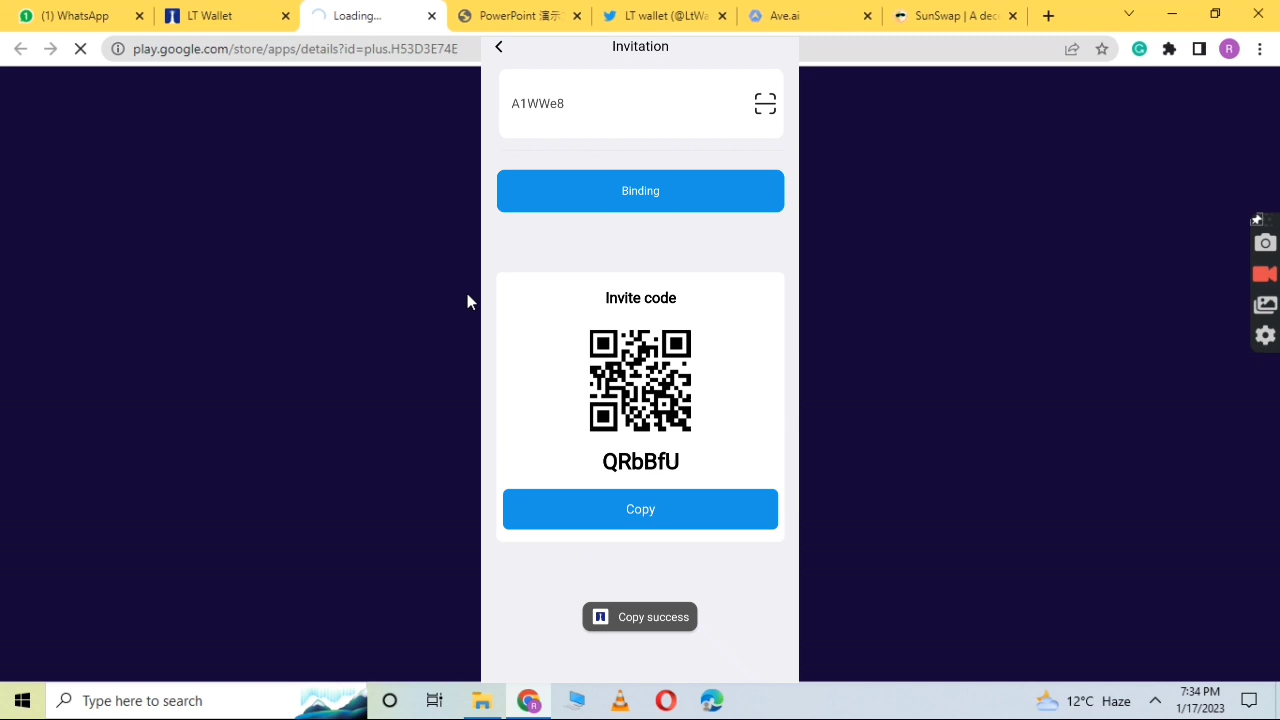 (1) WhatsApp
LT Wallet
Loading...
PowerPoint 演示
LT wallet (@LtWa
Ave.ai
SunSwap | A dec
play.google.com/store/apps/details?id=plus.H53D3E74E
R
Invitation
A1WWe8
Binding
Invite code
QRbBfU
Copy
Copy success
Type here to search
R
12°C Haze
7:34 PM
1/17/2023